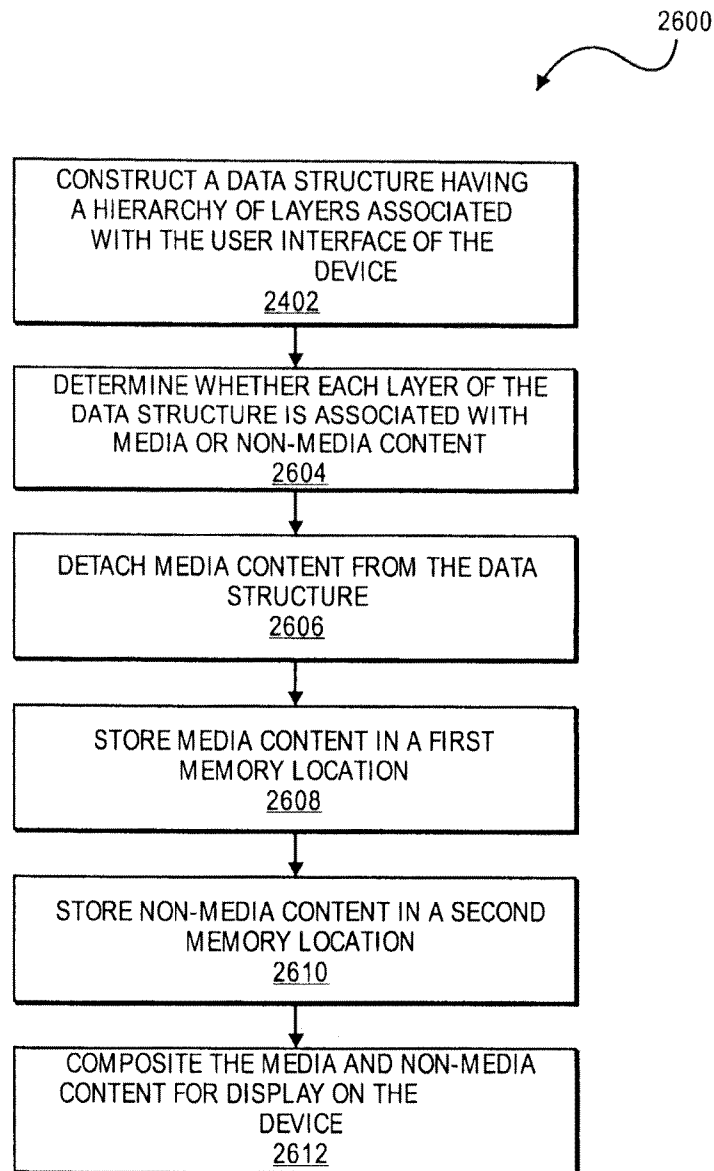 2600
CONSTRUCT A DATA STRUCTURE HAVING
A HIERARCHY OF LAYERS ASSOCIATED
WITH THE USER INTERFACE OF THE
DEVICE
2402
DETERMINE WHETHER EACH LAYER OF THE
DATA STRUCTURE IS ASSOCIATED WITH
MEDIA OR NON-MEDIA CONTENT
2604
DETACH MEDIA CONTENT FROM THE DATA
STRUCTURE
2606
STORE MEDIA CONTENT IN A FIRST
MEMORY LOCATION
2608
STORE NON-MEDIA CONTENT IN A SECOND
MEMORY LOCATION
2610
COMPOSITE THE MEDIA AND NON-MEDIA
CONTENT FOR DISPLAY ON THE
DEVICE
2612